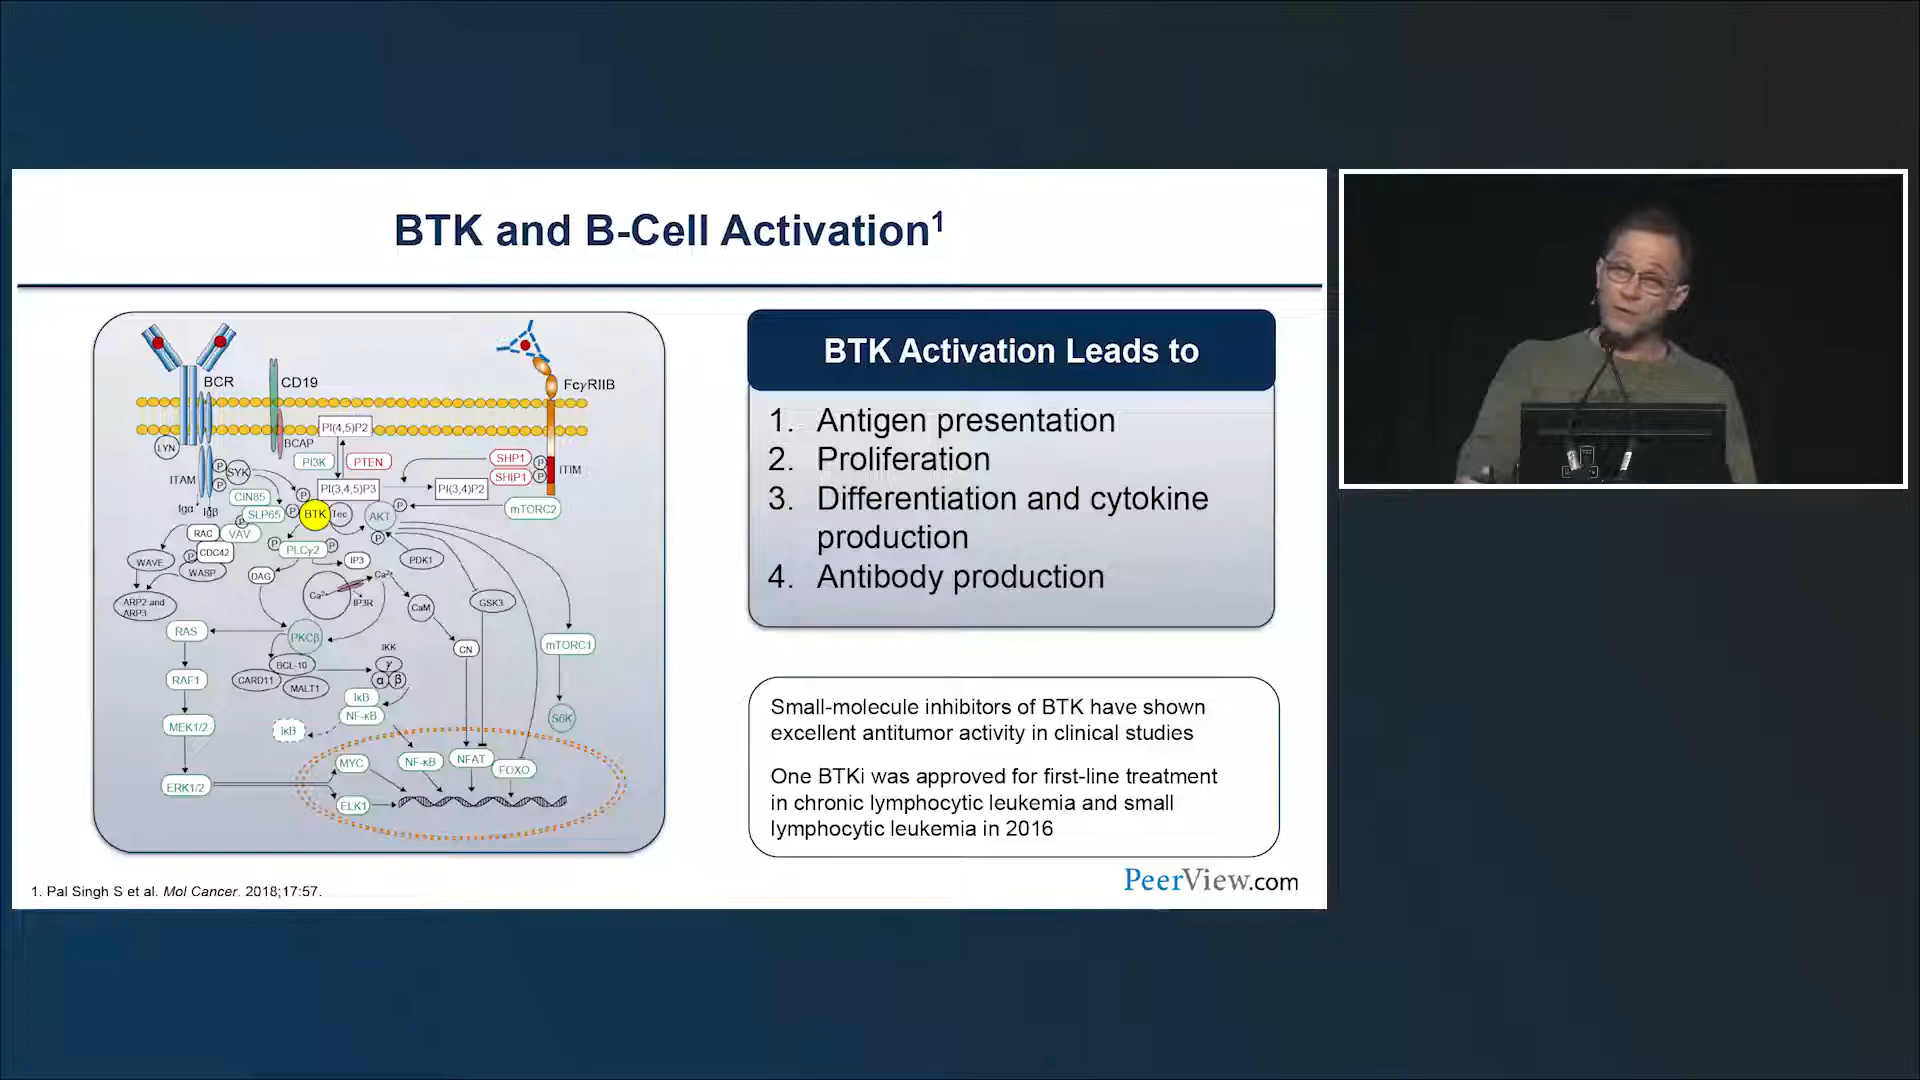 BTK and B-Cell Activation1
BCR
CD19
FcγRIIB
PI(4,5)P2
LYN
BCAP
PI3K
PTEN
SHP1
P
ITIM
SHIP1
P
ITAM
P
SYK
P
CIN85
P
PI(3,4,5)P3
PI(3,4)P2
Igα
Igβ
SLP65
P
BTK
Tec
AKT
P
mTORC2
P
RAC
VAV
P
CDC42
P
PLCγ2
P
P
IP3
PDK1
WAVE
WASP
DAG
Ca2+
Ca2+
IP3R
ARP2 and
ARP3
CaM
GSK3
RAS
PKCβ
IKK
CN
mTORC1
BCL-10
γ
CARD11
MALT1
α
β
RAF1
IκB
NF-κB
IκB
S6K
MEK1/2
MYC
NF-κB
NFAT
FOXO
ERK1/2
ELK1
BTK Activation Leads to
1. Antigen presentation
2. Proliferation
3. Differentiation and cytokine
production
4. Antibody production
Small-molecule inhibitors of BTK have shown
excellent antitumor activity in clinical studies
One BTKi was approved for first-line treatment
in chronic lymphocytic leukemia and small
lymphocytic leukemia in 2016
PeerView.com
1. Pal Singh S et al. Mol Cancer. 2018;17:57.